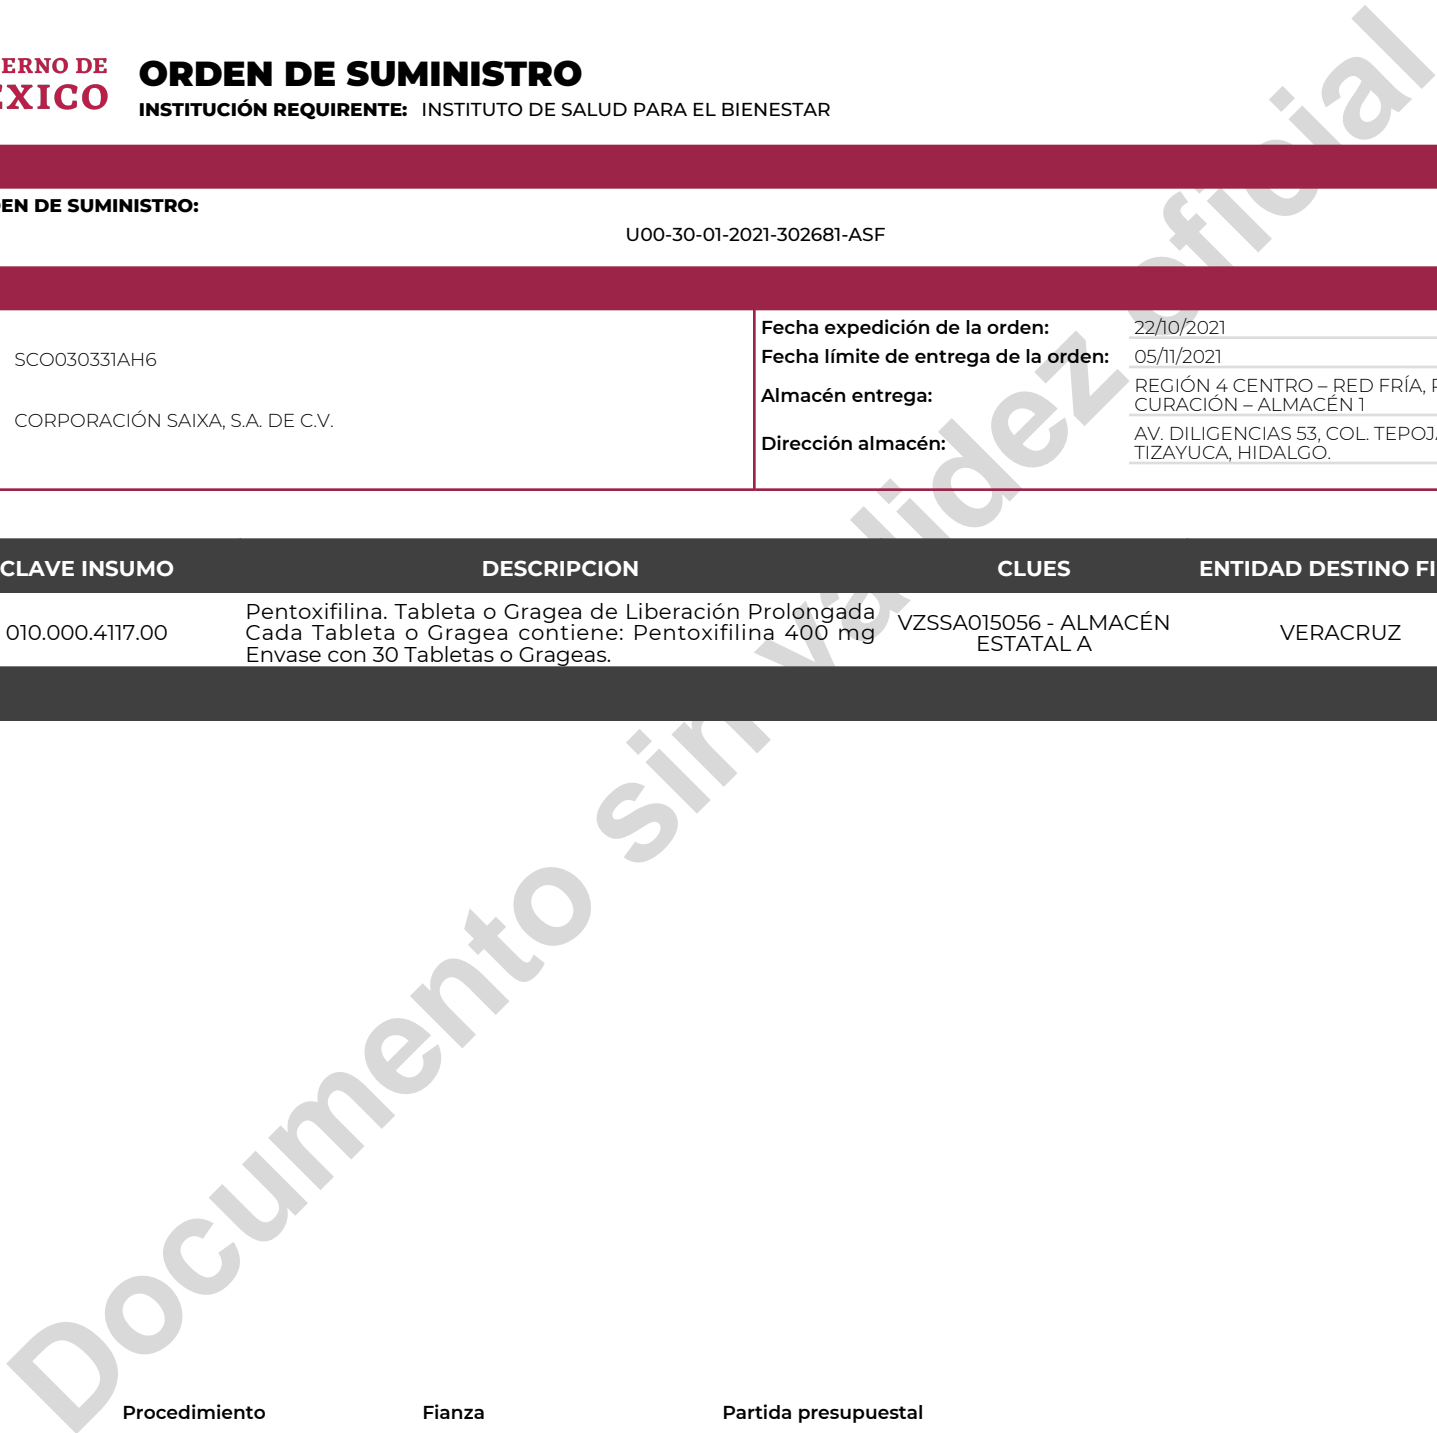 ERNO DE
ÉXICO
ORDEN DE SUMINISTRO
INSTITUCIÓN REQUIRENTE: INSTITUTO DE SALUD PARA EL BIENESTAR
EN DE SUMINISTRO:
U00-30-01-2021-302681-ASF
SCO030331AH6
CORPORACIÓN SAIXA, S.A. DE C.V.
Fecha expedición de la orden: 22/10/2021
Fecha límite de entrega de la orden: 05/11/2021
Almacén entrega: REGIÓN 4 CENTRO – RED FRÍA,
CURACIÓN – ALMACÉN 1
Dirección almacén: AV. DILIGENCIAS 53, COL. TEPOJA
TIZAYUCA, HIDALGO.
CLAVE INSUMO DESCRIPCION CLUES ENTIDAD DESTINO FI
010.000.4117.00
Pentoxifilina. Tableta o Gragea de Liberación Prolongada
Cada Tableta o Gragea contiene: Pentoxifilina 400 mg
Envase con 30 Tabletas o Grageas.
VZSSA015056 - ALMACÉN
ESTATAL A
VERACRUZ
Documento sin validez oficial
Procedimiento Fianza Partida presupuestal